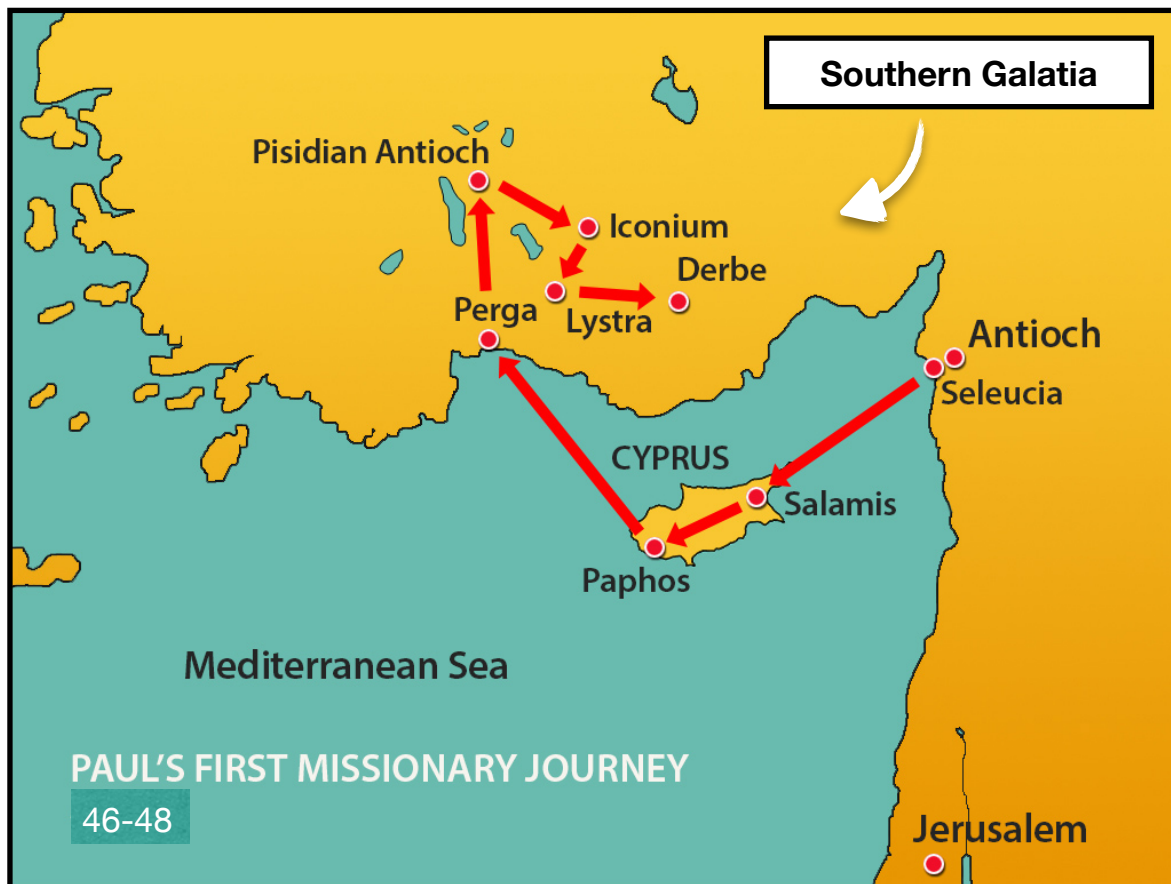 Southern Galatia
Pisidian Antioch
Iconium
Derbe
Perga
Lystra
Antioch
Seleucia
CYPRUS
Salamis
Paphos
Mediterranean Sea
PAUL'S FIRST MISSIONARY JOURNEY
46-48
Jerusalem